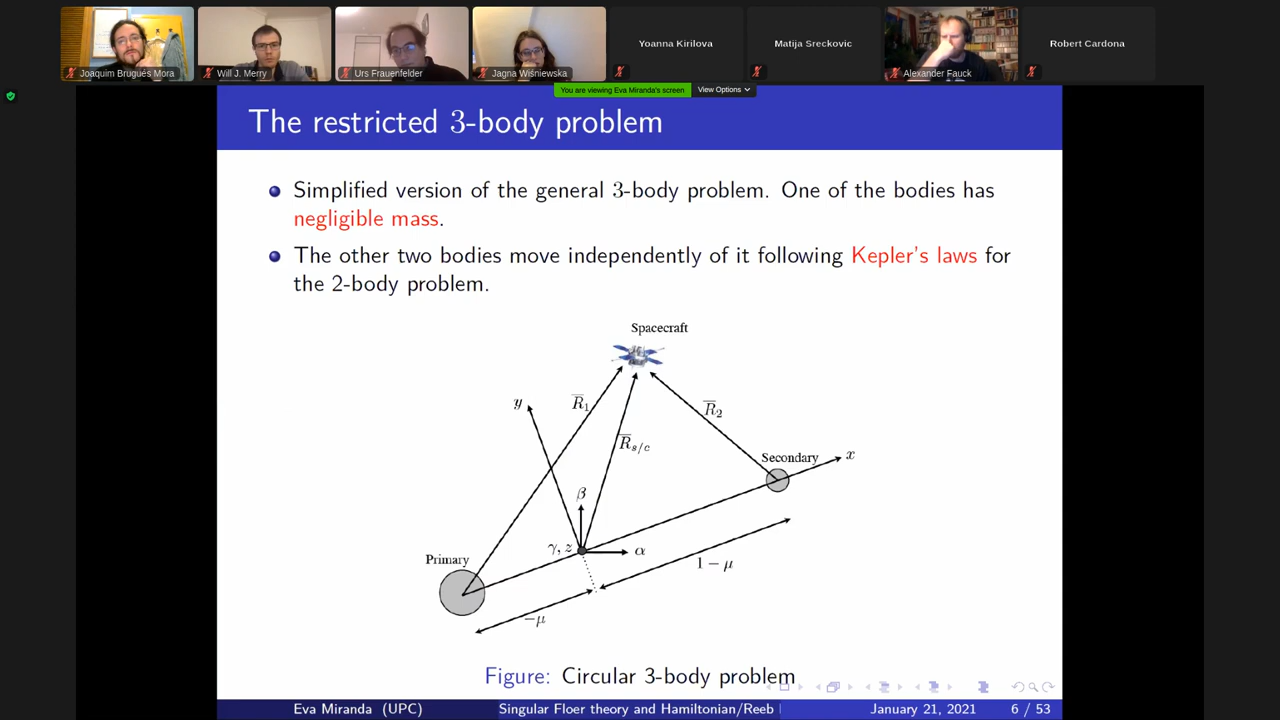 Joaquim Brugués Mora
Will J. Merry
Urs Frauenfelder
Jagna Wiśniewska
Yoanna Kirilova
Matija Sreckovic
Alexander Fauck
Robert Cardona
You are viewing Eva Miranda's screen
View Options
The restricted 3-body problem
Simplified version of the general 3-body problem. One of the bodies has
negligible mass.
The other two bodies move independently of it following Kepler's laws for
the 2-body problem.
Spacecraft
y
R̅₁
R̅₂
R̅s/c
Secondary
x
β
γ, z
α
Primary
1 − μ
−μ
Figure: Circular 3-body problem
Eva Miranda (UPC)
Singular Floer theory and Hamiltonian/Reeb
January 21, 2021
6 / 53